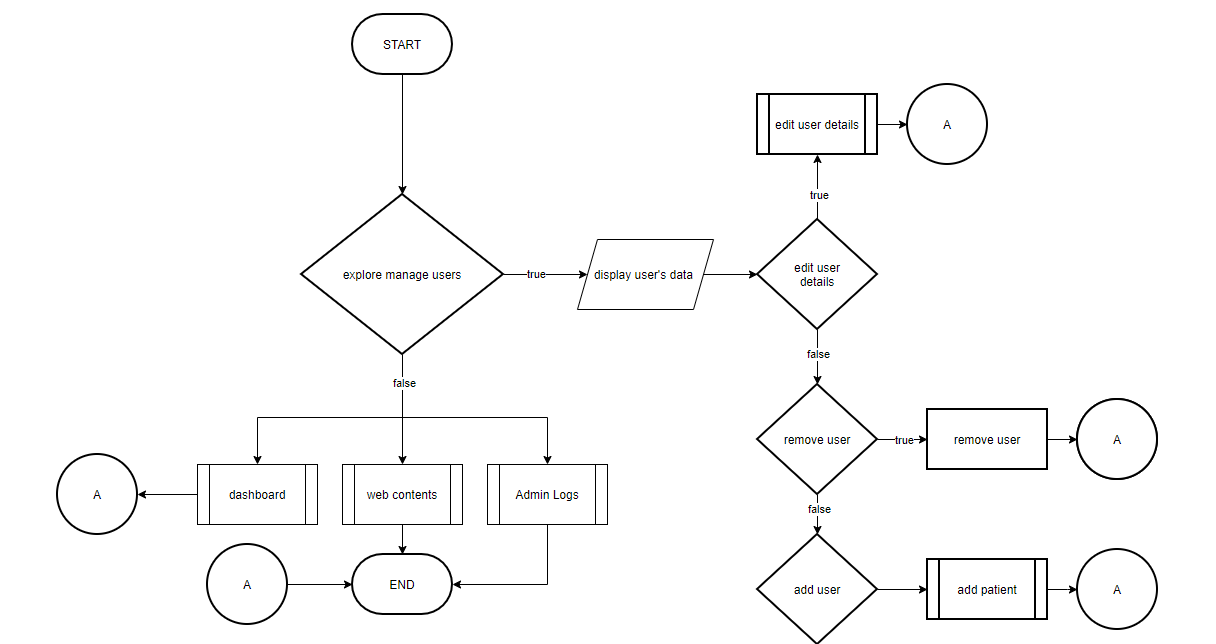 START
edit user details
A
true
explore manage users
true
display user's data
edit user
details
false
false
remove user
true
remove user
A
A
dashboard
web contents
Admin Logs
false
A
END
add user
add patient
A